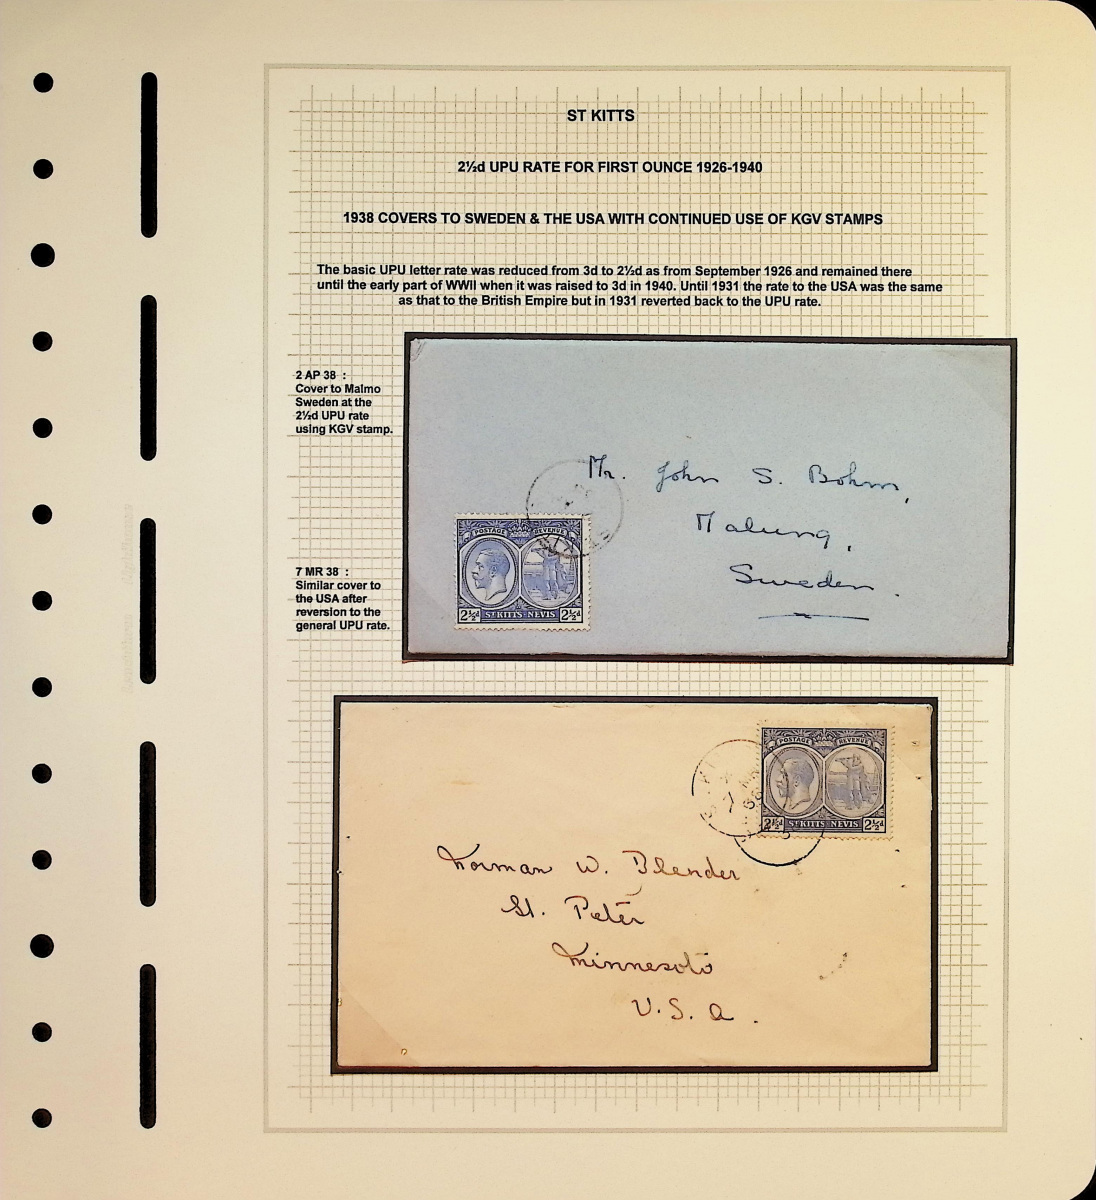 ST KITTS
2½d UPU RATE FOR FIRST OUNCE 1926-1940
1938 COVERS TO SWEDEN & THE USA WITH CONTINUED USE OF KGV STAMPS
The basic UPU letter rate was reduced from 3d to 2½d as from September 1926 and remained there
until the early part of WWII when it was raised to 3d in 1940. Until 1931 the rate to the USA was the same
as that to the British Empire but in 1931 reverted back to the UPU rate.
2 AP 38 :
Cover to Malmo
Sweden at the
2½d UPU rate
using KGV stamp.
Mr. John S. Bohm,
Malung,
Sweden.
POSTAGE REVENUE
2½d ST KITTS-NEVIS 2½d
7 MR 38 :
Similar cover to
the USA after
reversion to the
general UPU rate.
POSTAGE REVENUE
2½d ST KITTS-NEVIS 2½d
7 MR
38
Norman W. Blender
St. Peter
Minnesota
U.S.A.